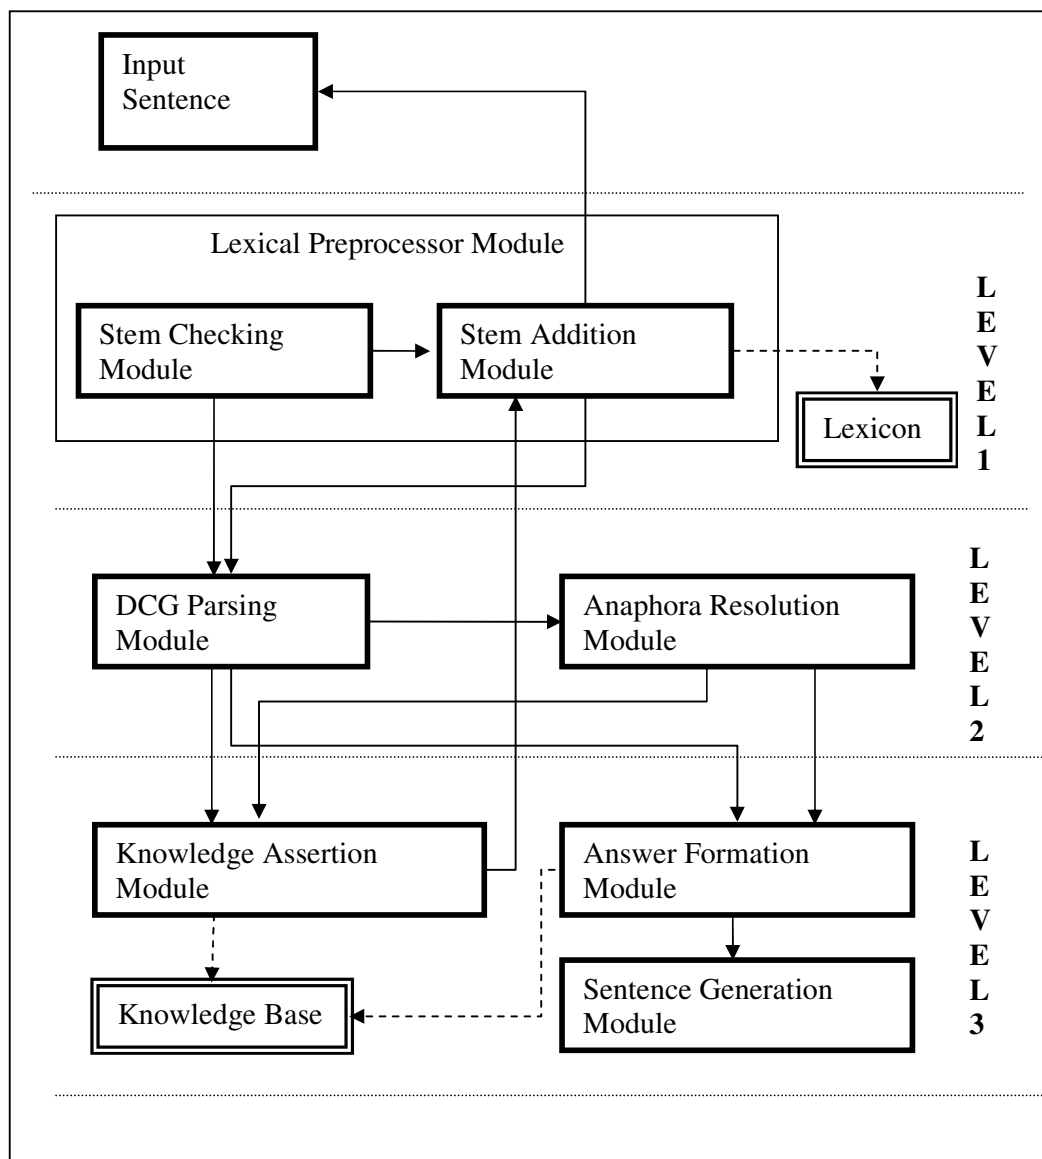 Input
Sentence
Lexical Preprocessor Module
Stem Checking
Module
Stem Addition
Module
Lexicon
L
E
V
E
L
1
DCG Parsing
Module
Anaphora Resolution
Module
L
E
V
E
L
2
Knowledge Assertion
Module
Answer Formation
Module
Knowledge Base
Sentence Generation
Module
L
E
V
E
L
3